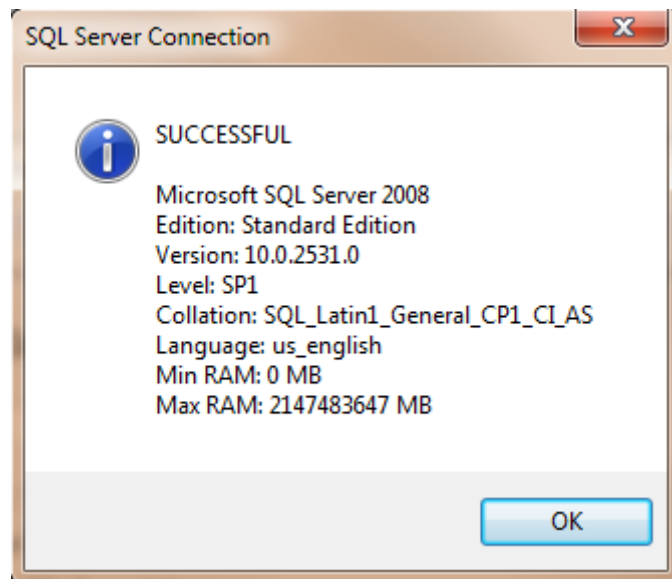 SQL Server Connection
SUCCESSFUL
Microsoft SQL Server 2008
Edition: Standard Edition
Version: 10.0.2531.0
Level: SP1
Collation: SQL_Latin1_General_CP1_CI_AS
Language: us_english
Min RAM: 0 MB
Max RAM: 2147483647 MB
OK